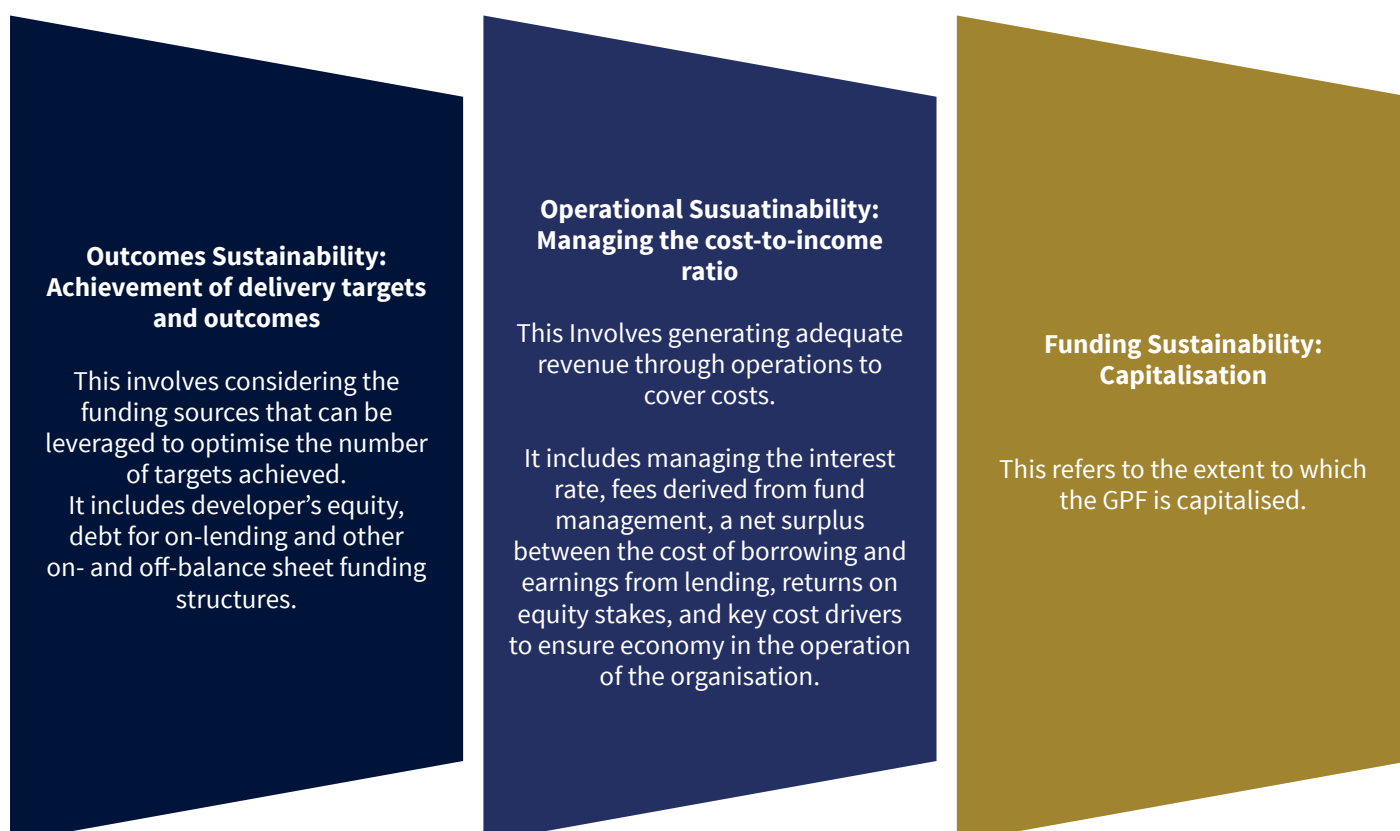 Outcomes Sustainability:
Achievement of delivery targets
and outcomes
This involves considering the
funding sources that can be
leveraged to optimise the number
of targets achieved.
It includes developer’s equity,
debt for on-lending and other
on- and off-balance sheet funding
structures.
Operational Susuatinability:
Managing the cost-to-income
ratio
This Involves generating adequate
revenue through operations to
cover costs.
It includes managing the interest
rate, fees derived from fund
management, a net surplus
between the cost of borrowing and
earnings from lending, returns on
equity stakes, and key cost drivers
to ensure economy in the operation
of the organisation.
Funding Sustainability:
Capitalisation
This refers to the extent to which
the GPF is capitalised.